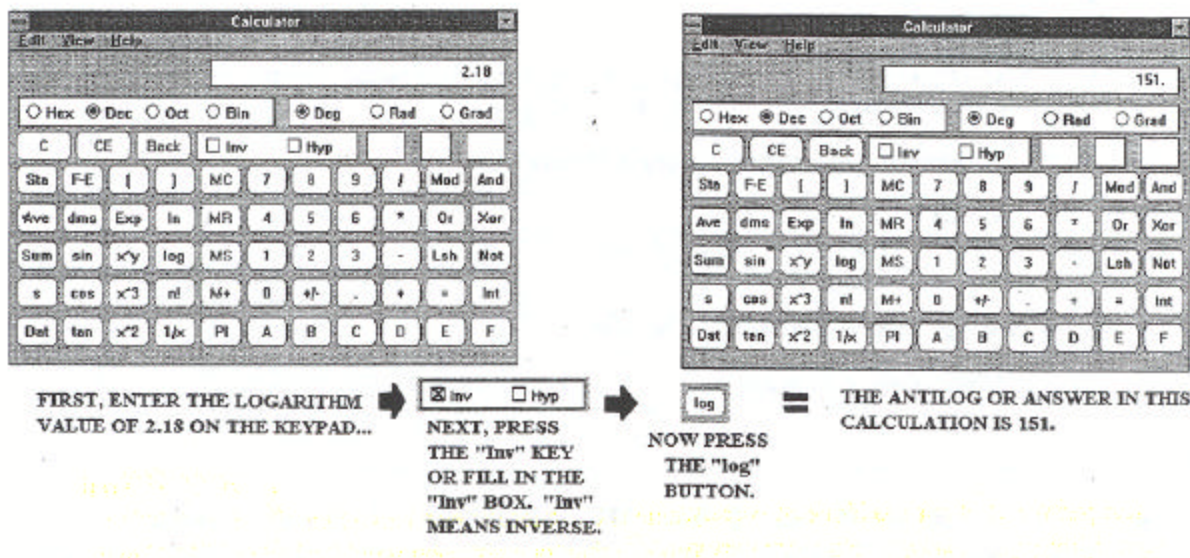 Calculator
Edit View Help
2.18
Hex Dec Oct Bin Deg Rad Grad
C CE Back Inv Hyp
Sta F-E ( ) MC 7 8 9 / Mod And
Ave dms Exp ln MR 4 5 6 * Or Xor
Sum sin x^y log MS 1 2 3 - Lsh Not
s cos x^3 n! M+ 0 +/- . + = Int
Dat tan x^2 1/x PI A B C D E F
Calculator
Edit View Help
151.
Hex Dec Oct Bin Deg Rad Grad
C CE Back Inv Hyp
Sta F-E ( ) MC 7 8 9 / Mod And
Ave dms Exp ln MR 4 5 6 * Or Xor
Sum sin x^y log MS 1 2 3 - Lsh Not
s cos x^3 n! M+ 0 +/- . + = Int
Dat tan x^2 1/x PI A B C D E F
FIRST, ENTER THE LOGARITHM
VALUE OF 2.18 ON THE KEYPAD...
Inv Hyp
NEXT, PRESS
THE "Inv" KEY
OR FILL IN THE
"Inv" BOX. "Inv"
MEANS INVERSE.
log
NOW PRESS
THE "log"
BUTTON.
=
THE ANTILOG OR ANSWER IN THIS
CALCULATION IS 151.